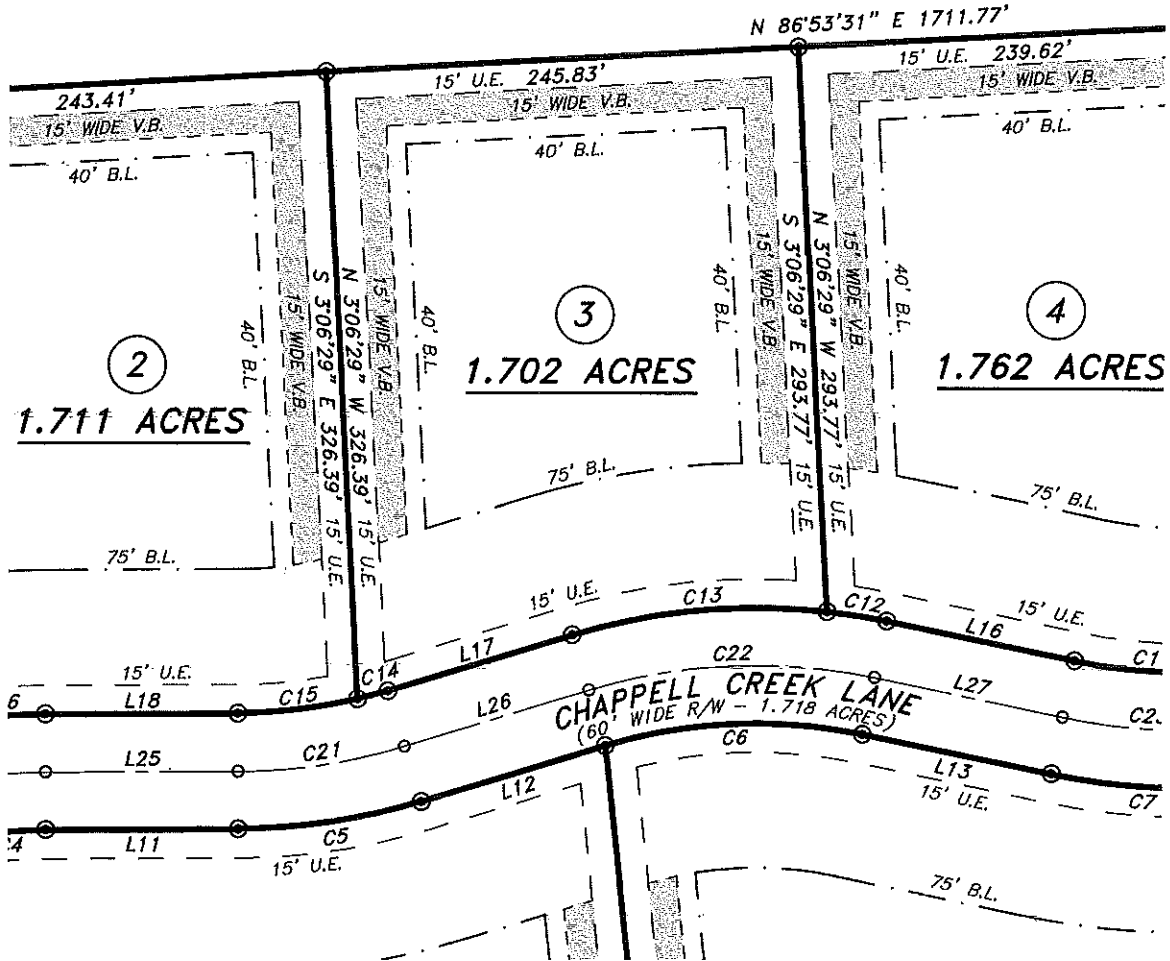 N 86°53'31" E 1711.77'
15' U.E. 239.62'
15' WIDE V.B.
40' B.L.
15' U.E. 245.83'
15' WIDE V.B.
40' B.L.
243.41'
15' WIDE V.B.
40' B.L.
2
1.711 ACRES
40' B.L.
15' WIDE V.B.
S 3°06'29" E 326.39' 15' U.E.
N 3°06'29" W 326.39' 15' U.E.
15' WIDE V.B.
40' B.L.
3
1.702 ACRES
40' B.L.
15' WIDE V.B.
S 3°06'29" E 293.77' 15' U.E.
N 3°06'29" W 293.77' 15' U.E.
15' WIDE V.B.
40' B.L.
4
1.762 ACRES
75' B.L.
75' B.L.
75' B.L.
15' U.E.
15' U.E.
15' U.E.
6
L18
C15
C14
L17
C13
C12
L16
C1
L25
C21
L26
C22
L27
C2
CHAPPELL CREEK LANE
(60' WIDE R/W - 1.718 ACRES)
C4
L11
C5
L12
C6
L13
C7
15' U.E.
15' U.E.
75' B.L.